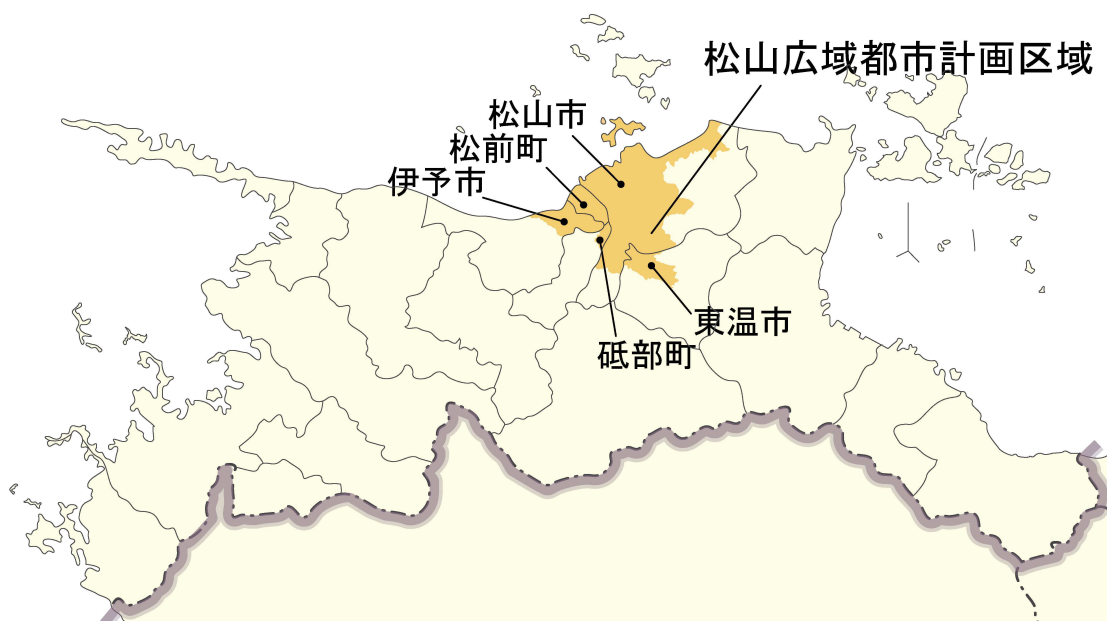 松山広域都市計画区域
松山市
松前町
伊予市
東温市
砥部町